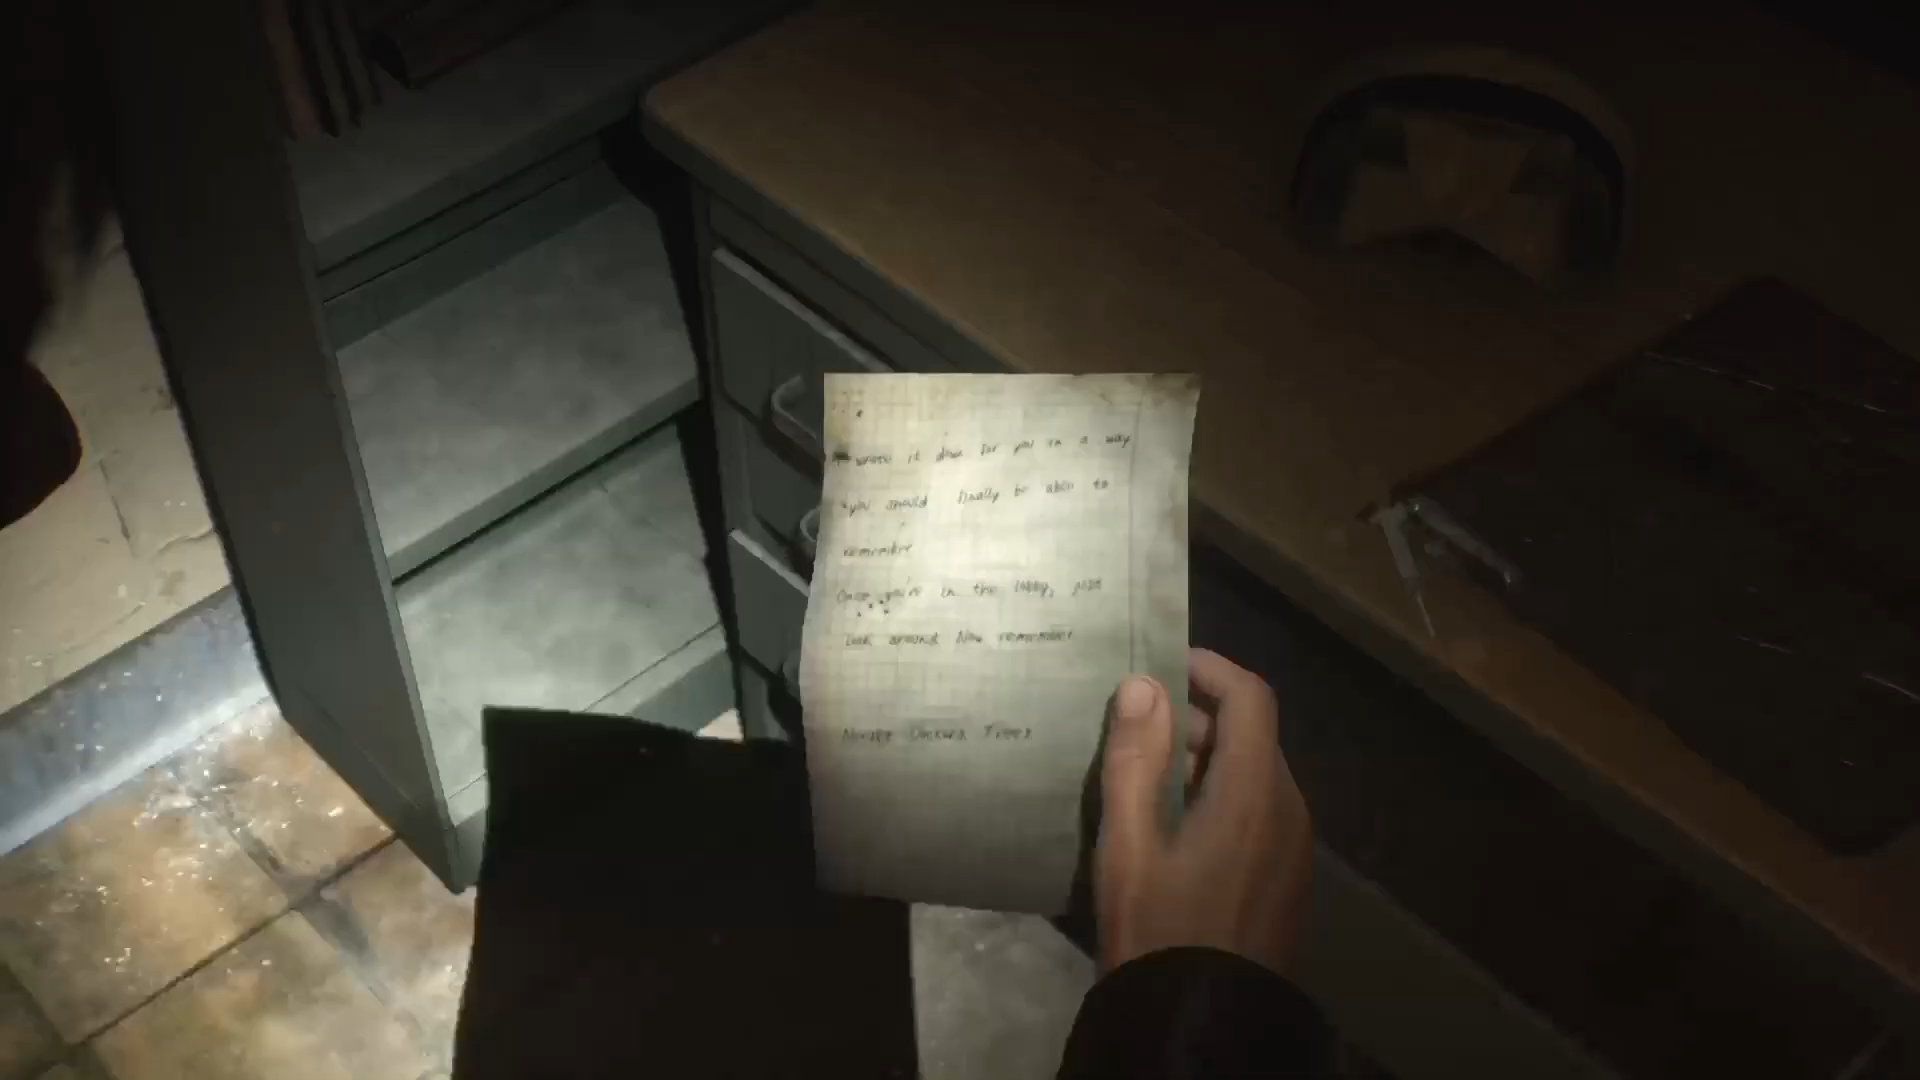 wrote it down for you in a way
you should finally be able to
remember
Once you're in the lobby, just
look around Now remember
Trees